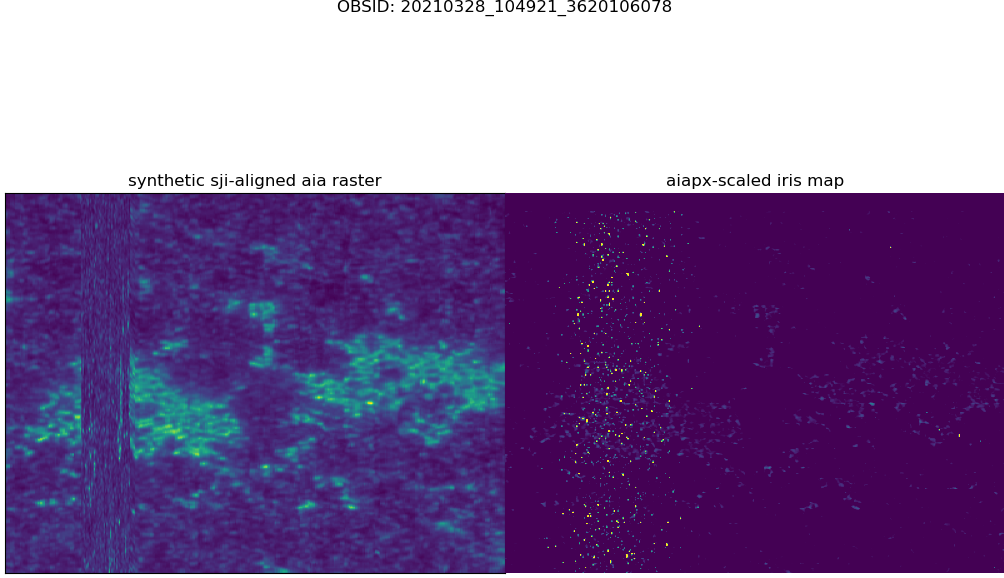 OBSID: 20210328_104921_3620106078
synthetic sji-aligned aia raster
aiapx-scaled iris map